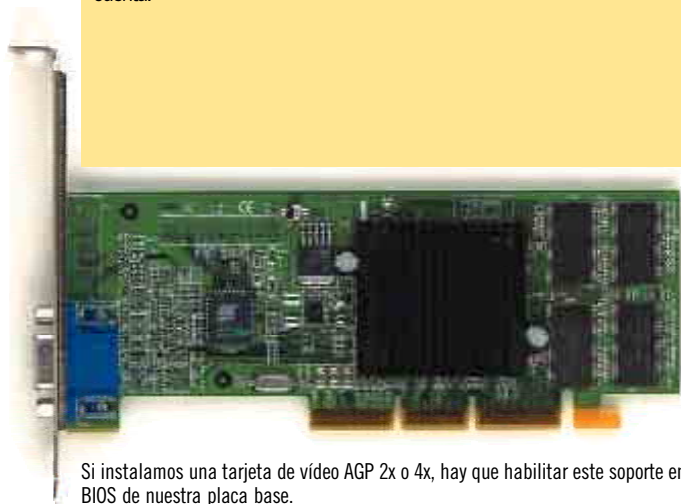 CE
Si instalamos una tarjeta de vídeo AGP 2x o 4x, hay que habilitar este soporte en
BIOS de nuestra placa base.